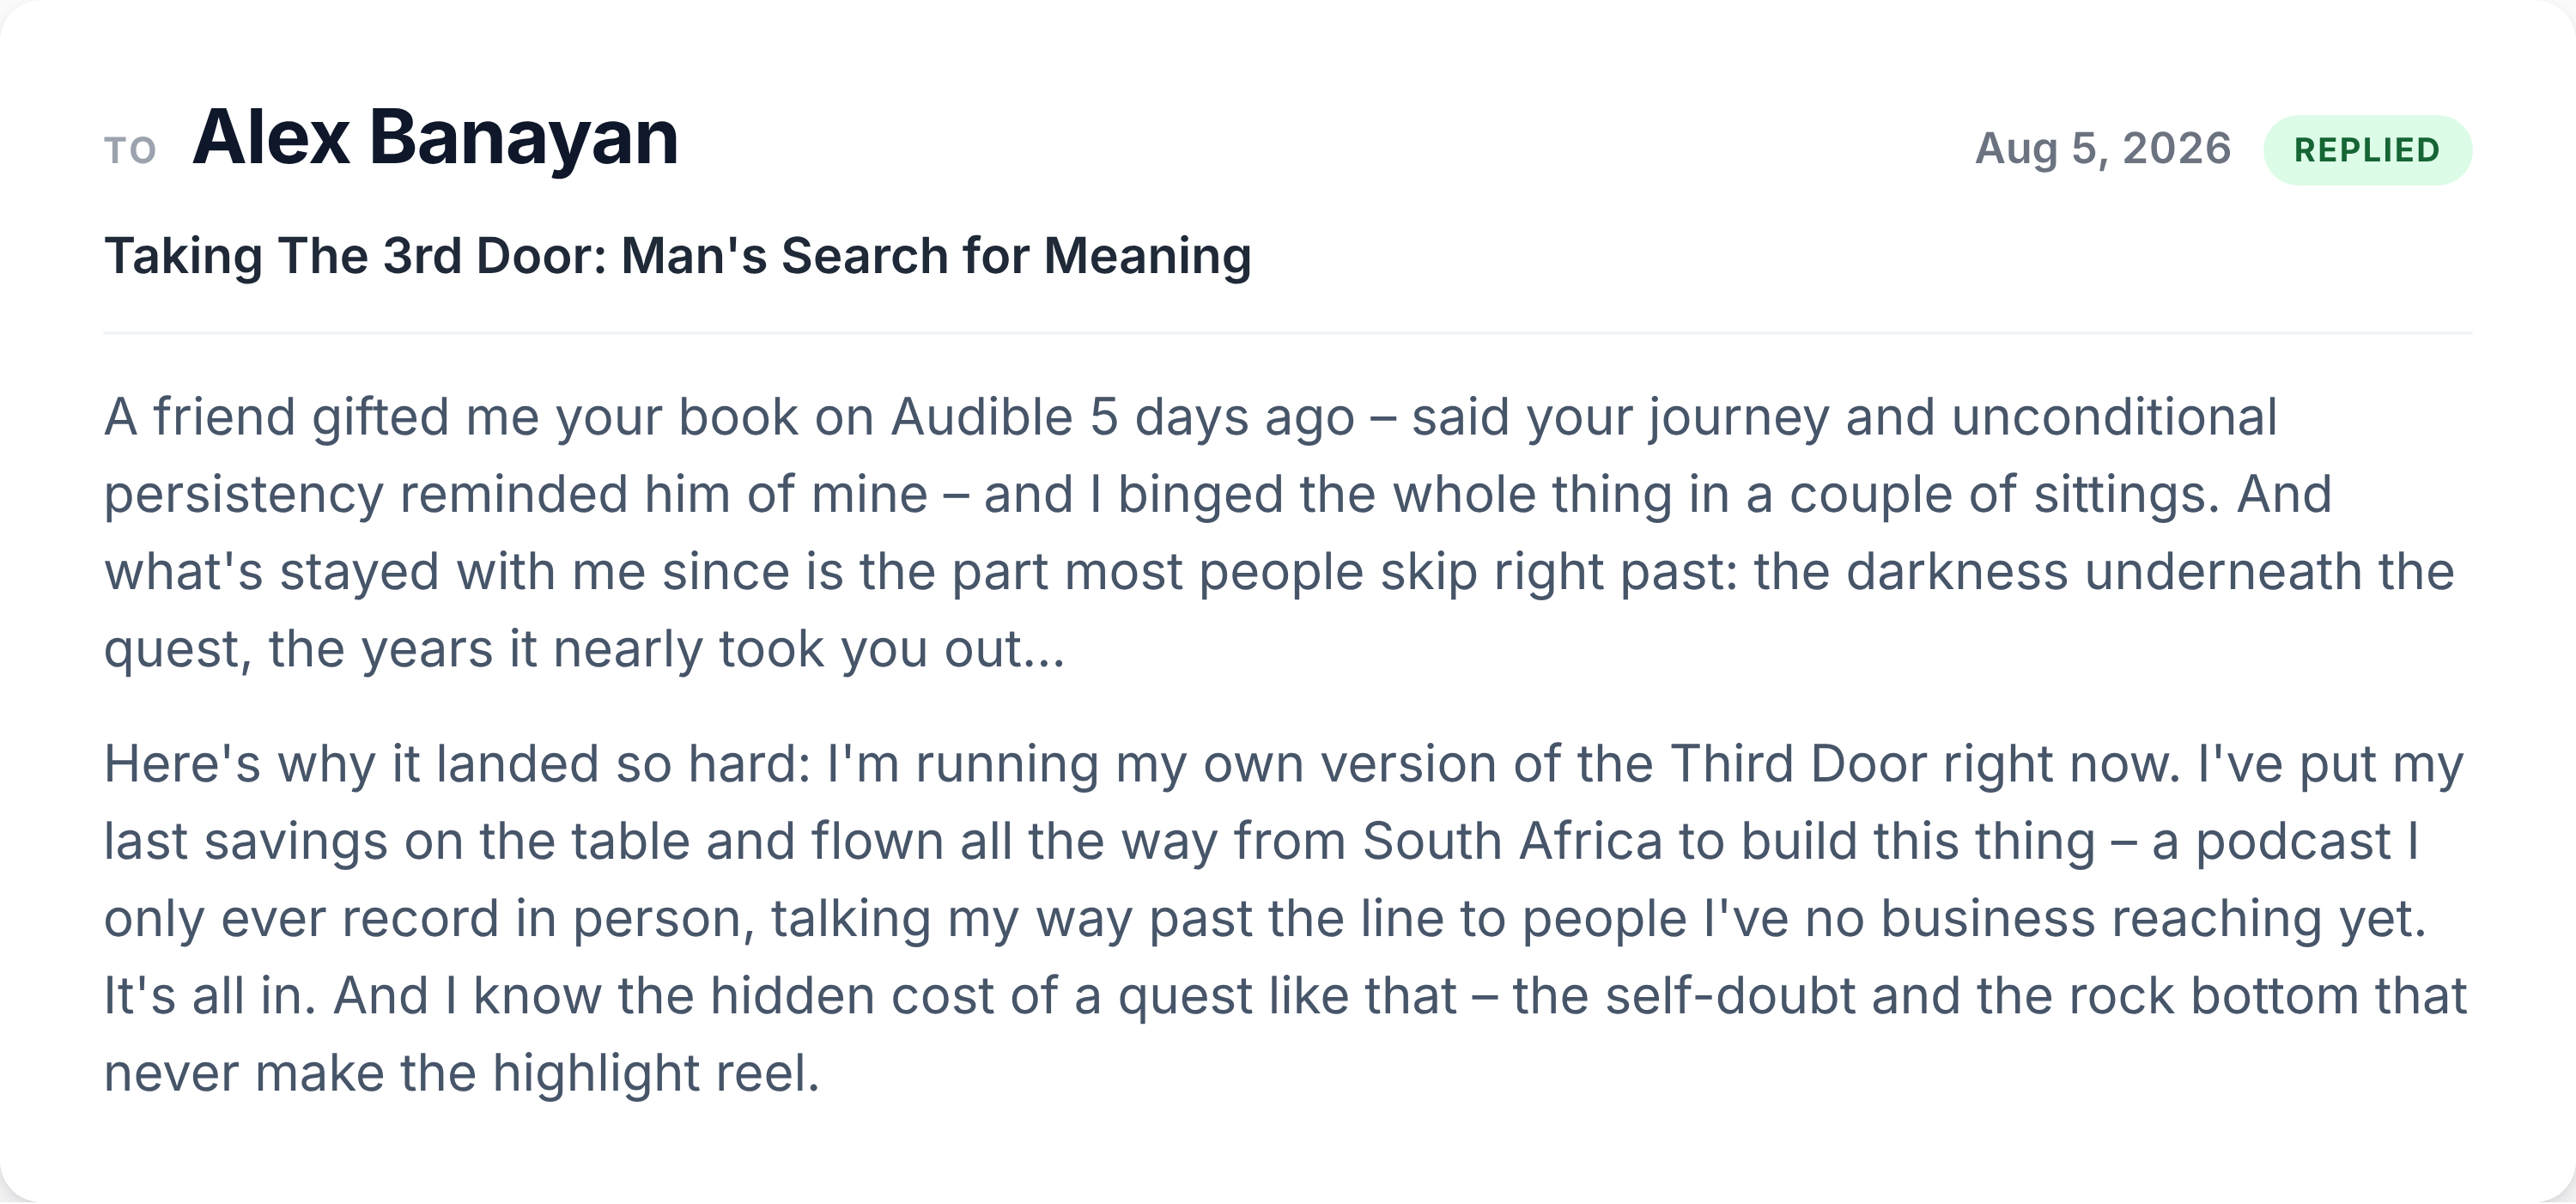 TO Alex Banayan Aug 5, 2026 REPLIED
Taking The 3rd Door: Man's Search for Meaning
A friend gifted me your book on Audible 5 days ago – said your journey and unconditional
persistency reminded him of mine – and I binged the whole thing in a couple of sittings. And
what's stayed with me since is the part most people skip right past: the darkness underneath the
quest, the years it nearly took you out...
Here's why it landed so hard: I'm running my own version of the Third Door right now. I've put my
last savings on the table and flown all the way from South Africa to build this thing – a podcast I
only ever record in person, talking my way past the line to people I've no business reaching yet.
It's all in. And I know the hidden cost of a quest like that – the self-doubt and the rock bottom that
never make the highlight reel.